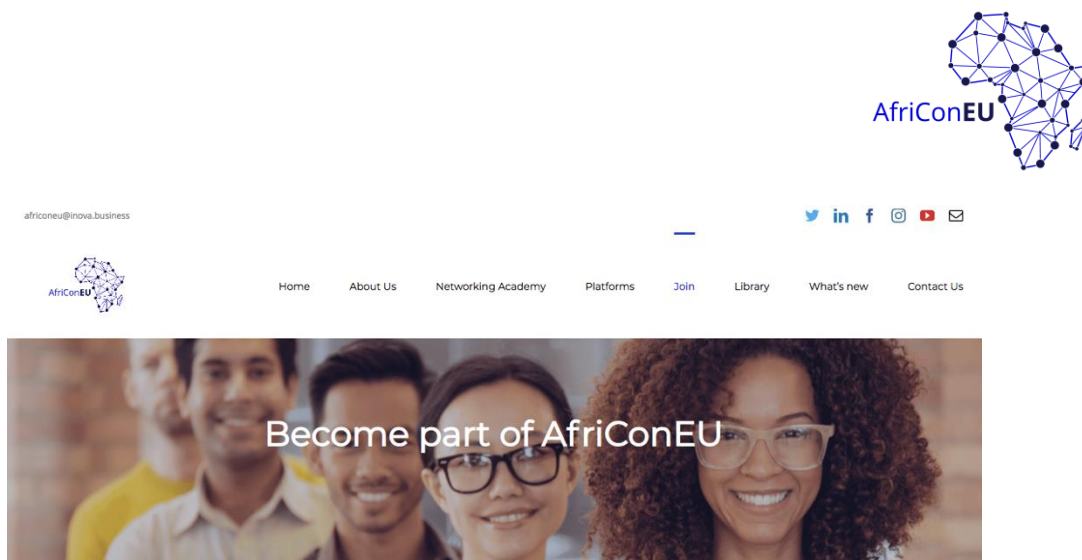 AfriConEU
africoneu@inova.business
AfriConEU
Home About Us Networking Academy Platforms Join Library What's new Contact Us
Become part of AfriConEU